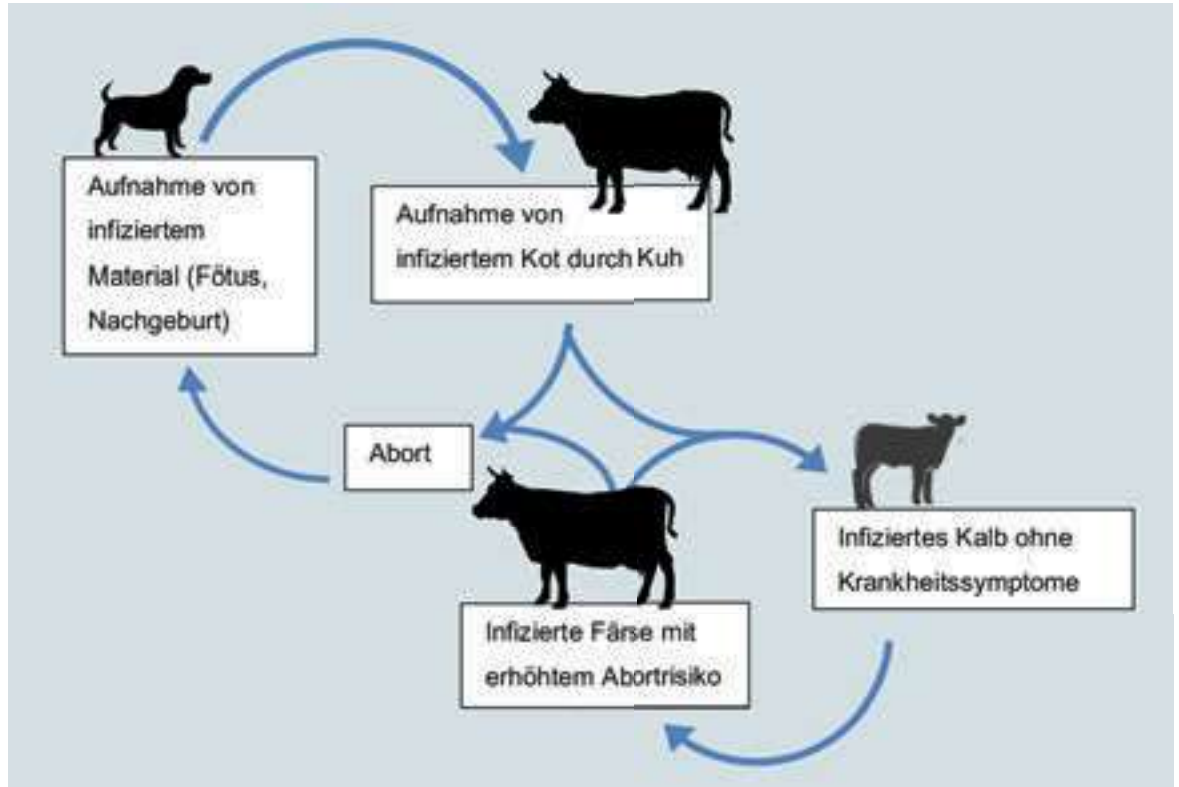 Aufnahme von
infiziertem
Material (Fötus,
Nachgeburt)
Aufnahme von
infiziertem Kot durch Kuh
Abort
Infiziertes Kalb ohne
Krankheitssymptome
Infizierte Färse mit
erhöhtem Abortrisiko